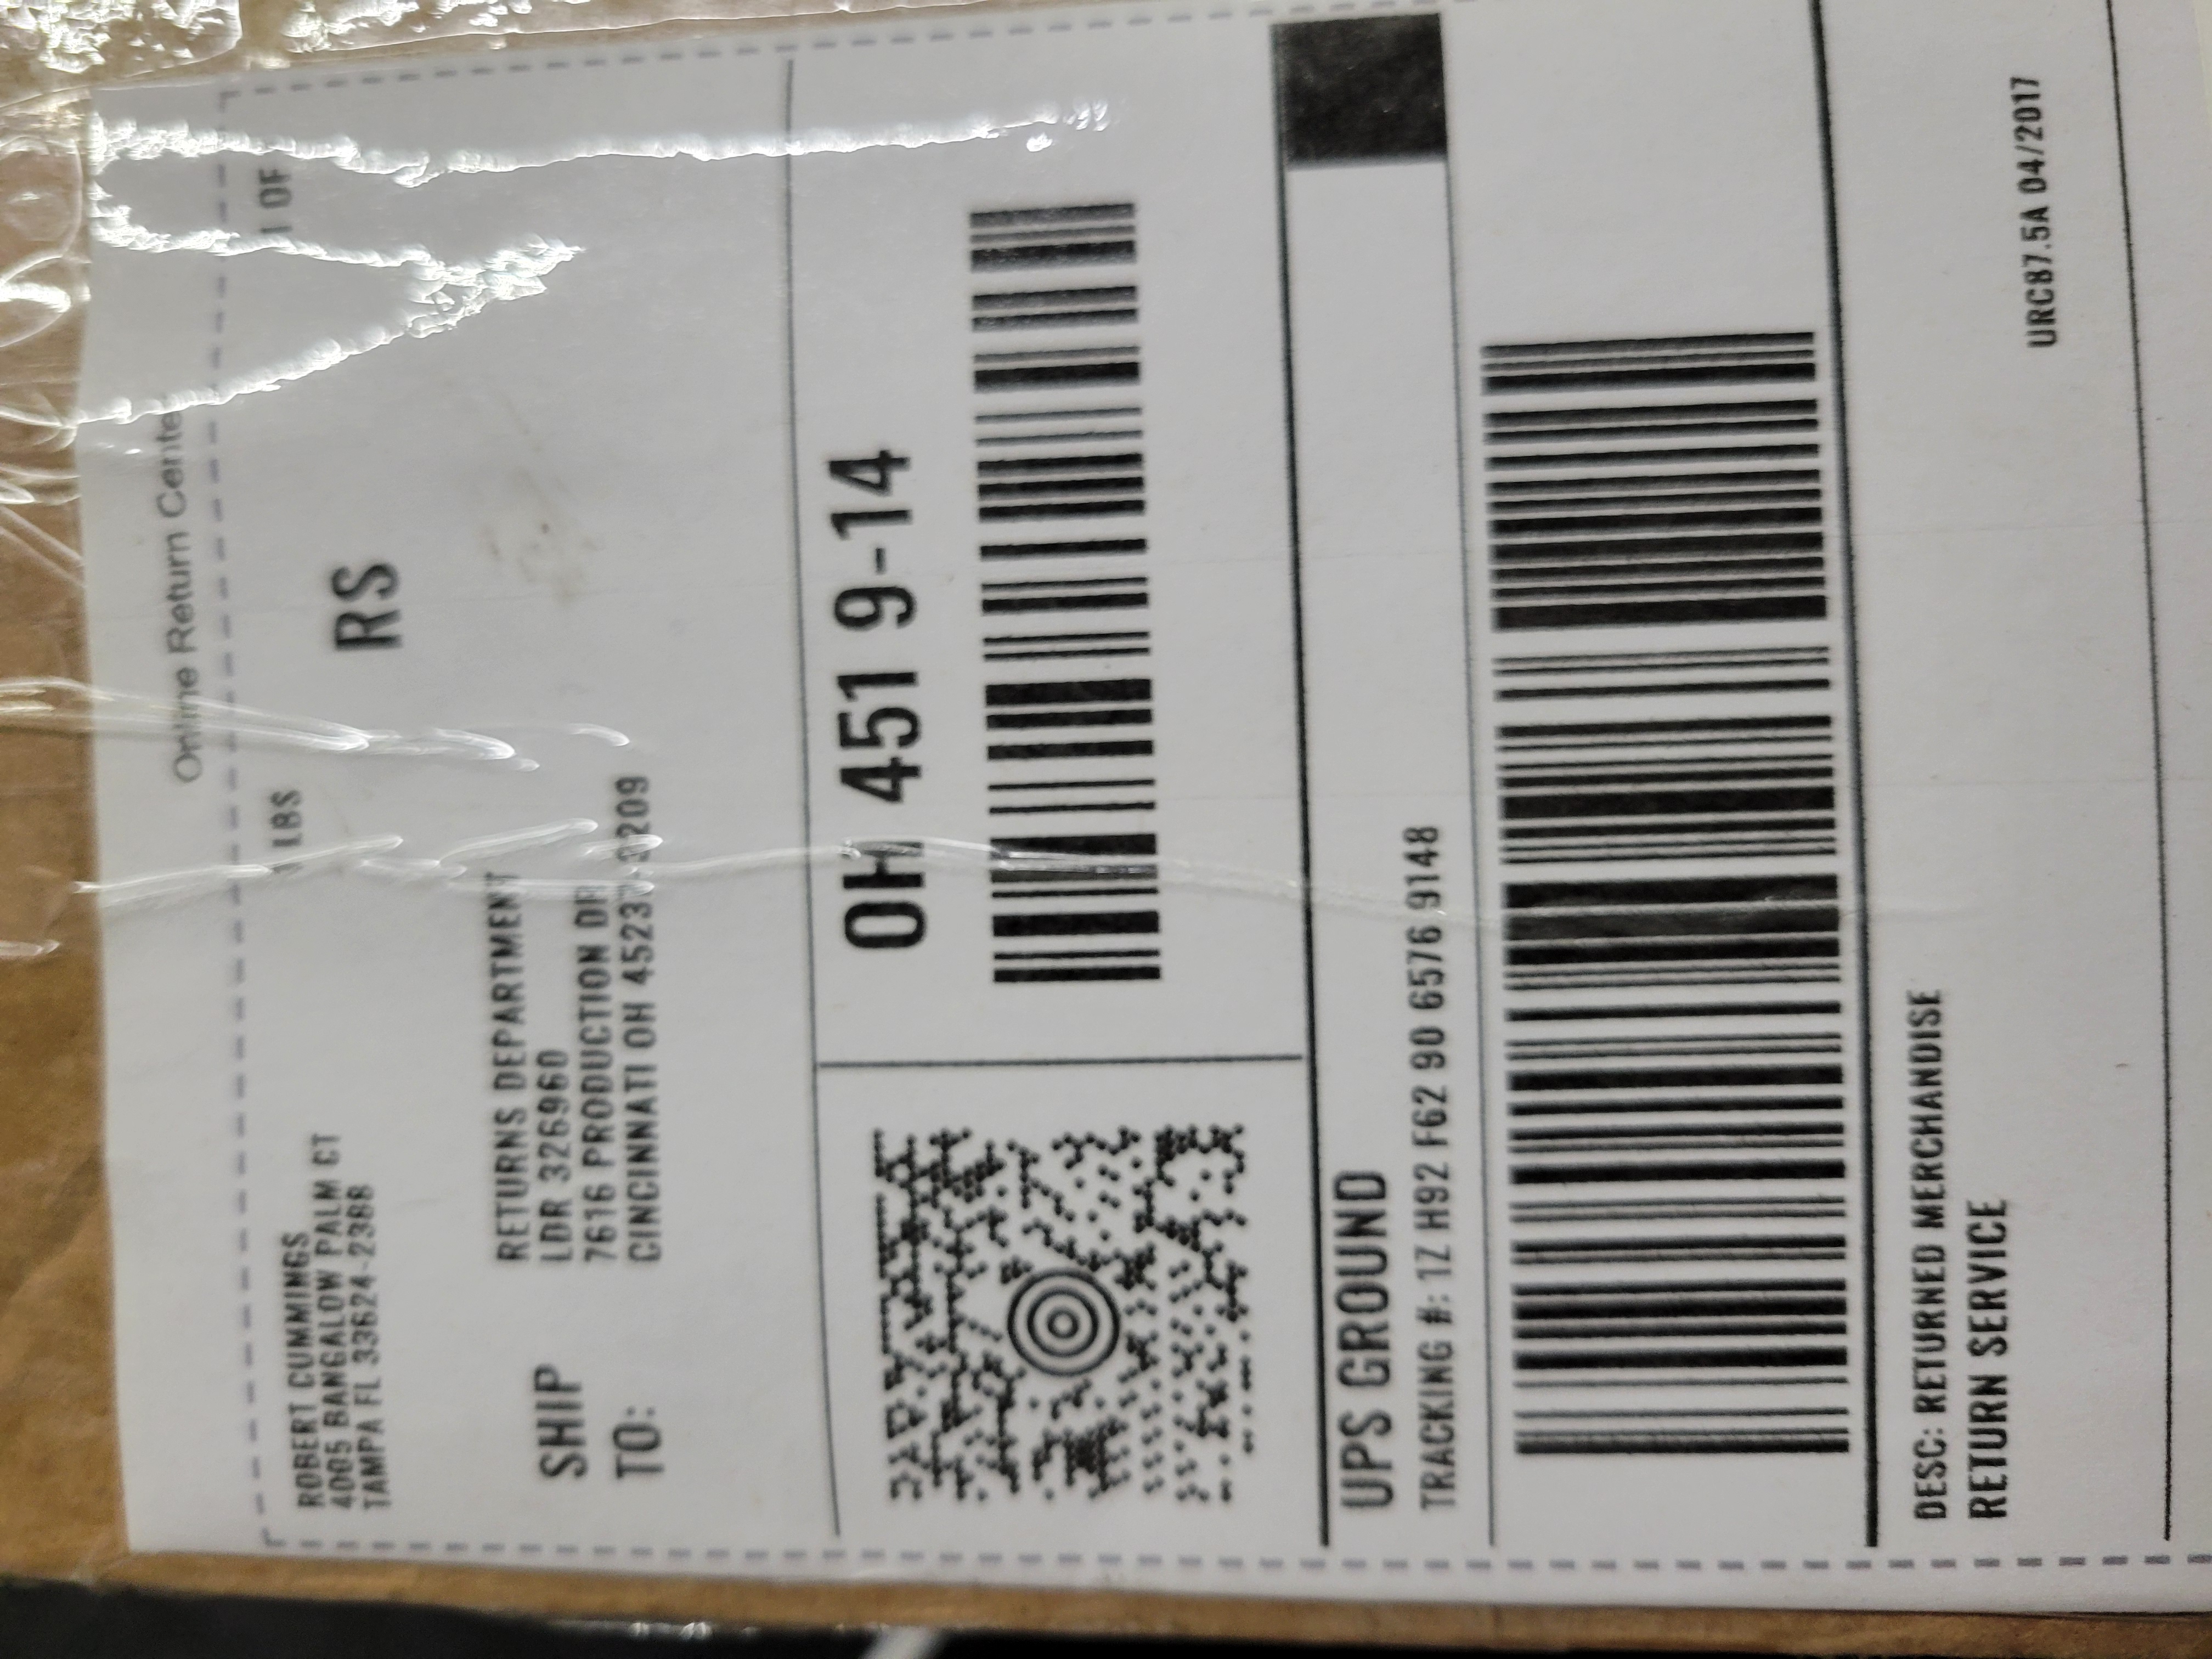 Online Return Center
ROBERT CUMMINGS
4005 BANGALOW PALM CT
TAMPA FL 33624-2388
1 LBS
1 OF
RS
SHIP
TO:
RETURNS DEPARTMENT
LDR 326960
7616 PRODUCTION DR
CINCINNATI OH
OH 451 9-14
UPS GROUND
TRACKING #: 1Z H92 F62 90 6576 9148
DESC: RETURNED MERCHANDISE
RETURN SERVICE
URC87.5A 04/2017